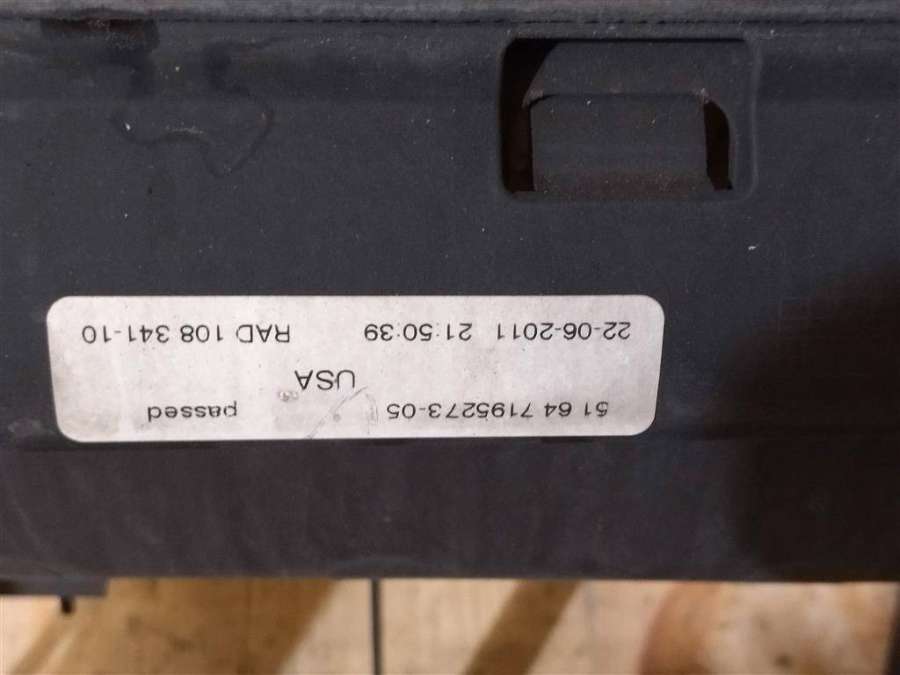 51 64 7195273-05 passed
USA
22-06-2011 21:50:39 RAD 108 341-10